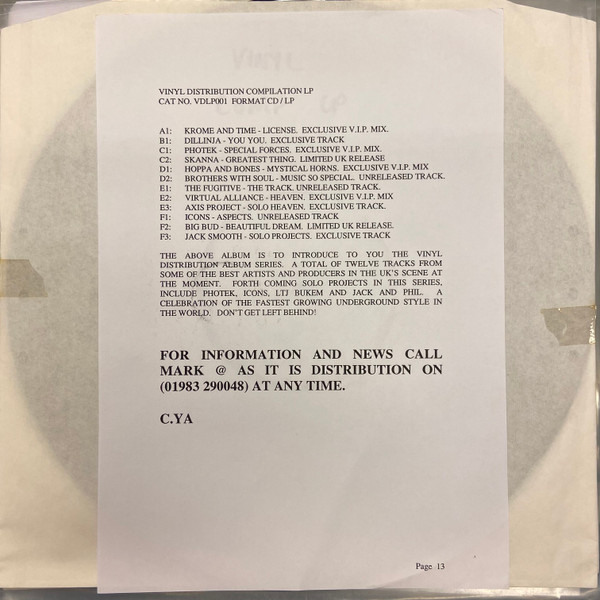 VINYL DISTRIBUTION COMPILATION LP
CAT NO. VDLP001 FORMAT CD / LP
A1: KROME AND TIME - LICENSE. EXCLUSIVE V.I.P. MIX.
B1: DILLINJA - YOU YOU. EXCLUSIVE TRACK
C1: PHOTEK - SPECIAL FORCES. EXCLUSIVE V.I.P. MIX.
C2: SKANNA - GREATEST THING. LIMITED UK RELEASE
D1: HOPPA AND BONES - MYSTICAL HORNS. EXCLUSIVE V.I.P. MIX
D2: BROTHERS WITH SOUL - MUSIC SO SPECIAL. UNRELEASED TRACK.
E1: THE FUGITIVE - THE TRACK. UNRELEASED TRACK.
E2: VIRTUAL ALLIANCE - HEAVEN. EXCLUSIVE V.I.P. MIX
E3: AXIS PROJECT - SOLO HEAVEN. EXCLUSIVE TRACK.
F1: ICONS - ASPECTS. UNRELEASED TRACK
F2: BIG BUD - BEAUTIFUL DREAM. LIMITED UK RELEASE.
F3: JACK SMOOTH - SOLO PROJECTS. EXCLUSIVE TRACK
THE ABOVE ALBUM IS TO INTRODUCE TO YOU THE VINYL
DISTRIBUTION ALBUM SERIES. A TOTAL OF TWELVE TRACKS FROM
SOME OF THE BEST ARTISTS AND PRODUCERS IN THE UK'S SCENE AT
THE MOMENT. FORTH COMING SOLO PROJECTS IN THIS SERIES,
INCLUDE PHOTEK, ICONS, LTJ BUKEM AND JACK AND PHIL. A
CELEBRATION OF THE FASTEST GROWING UNDERGROUND STYLE IN
THE WORLD. DON'T GET LEFT BEHIND!
FOR INFORMATION AND NEWS CALL
MARK @ AS IT IS DISTRIBUTION ON
(01983 290048) AT ANY TIME.
C.YA
Page 13